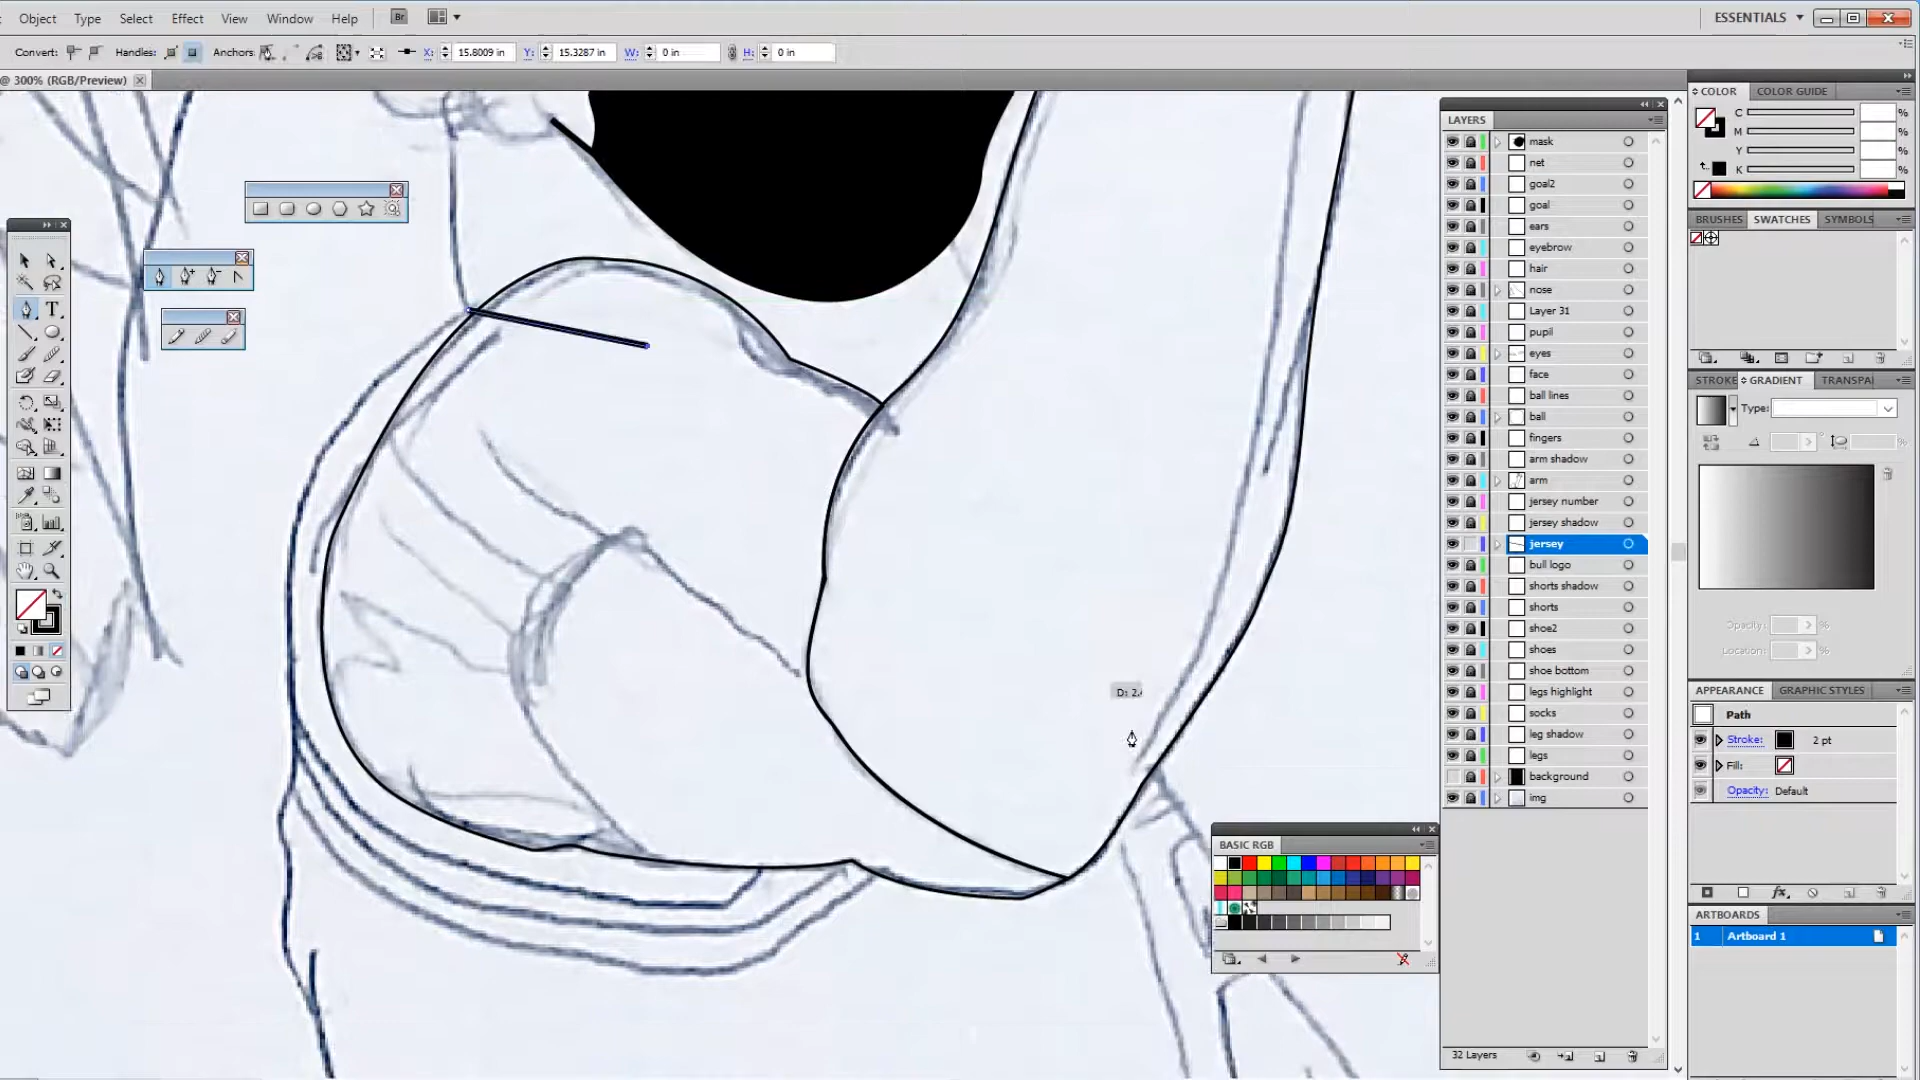 Object Type Select Effect View Window Help Br ESSENTIALS
Convert: Handles: Anchors: X: 15.8009 in Y: 15.3287 in W: 0 in H: 0 in
@ 300% (RGB/Preview)
COLOR COLOR GUIDE
C %
M %
Y %
K %
BRUSHES SWATCHES SYMBOLS
STROKE GRADIENT TRANSPA
Type:
Opacity: %
Location: %
APPEARANCE GRAPHIC STYLES
Path
Stroke: 2 pt
Fill:
Opacity: Default
ARTBOARDS
1 Artboard 1
LAYERS
mask
net
goal2
goal
ears
eyebrow
hair
nose
Layer 31
pupil
eyes
face
ball lines
ball
fingers
arm shadow
arm
jersey number
jersey shadow
jersey
bull logo
shorts shadow
shorts
shoe2
shoes
shoe bottom
legs highlight
socks
leg shadow
legs
background
img
32 Layers
BASIC RGB
T